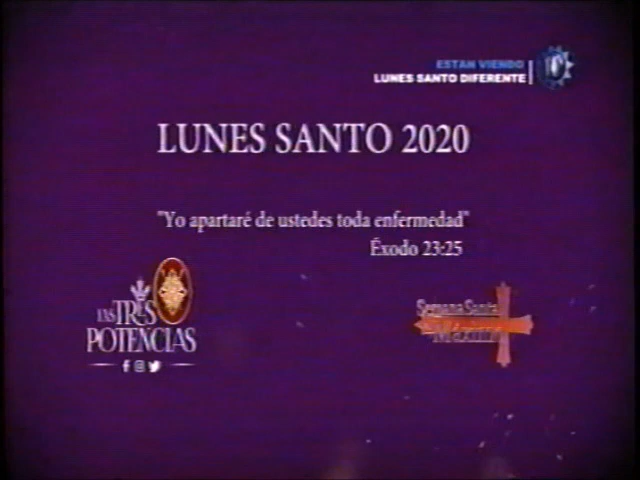 ESTAN VIENDO
LUNES SANTO DIFERENTE
LUNES SANTO 2020
"Yo apartaré de ustedes toda enfermedad"
Éxodo 23:25
LAS TRES
POTENCIAS
Semana Santa
Máxima